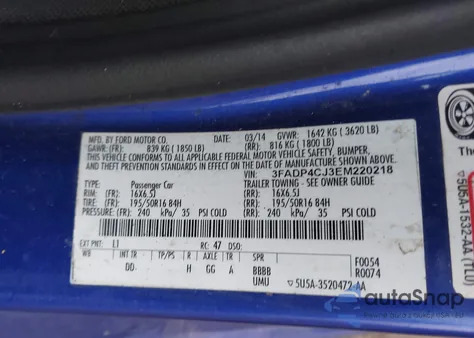 MFD. BY FORD MOTOR CO.
DATE: 03/14 GVWR: 1642 KG ( 3620 LB)
GAWR: (FR): 839 KG ( 1850 LB) (RR): 816 KG ( 1800 LB)
THIS VEHICLE CONFORMS TO ALL APPLICABLE FEDERAL MOTOR VEHICLE SAFETY, BUMPER,
AND THEFT PREVENTION STANDARDS IN EFFECT ON THE DATE OF MANUFACTURE SHOWN ABOVE.
VIN: 3FADP4CJ3EM220218
TYPE: Passenger Car TRAILER TOWING - SEE OWNER GUIDE
RIM: (FR): 16X6.5J (RR): 16X6.5J
TIRE: (FR): 195/50R16 84H (RR): 195/50R16 84H
PRESSURE: (FR): 240 kPa/ 35 PSI COLD (RR): 240 kPa/ 35 PSI COLD
EXT PNT: L1 RC: 47 DSO: F0054
WB INT TR TP/PS R AXLE TR SPR R0074
DD H GG A BBBB
UMU ▽5U5A-3520472-AA
5U5A-1532-AA (TL0)
autoSnap